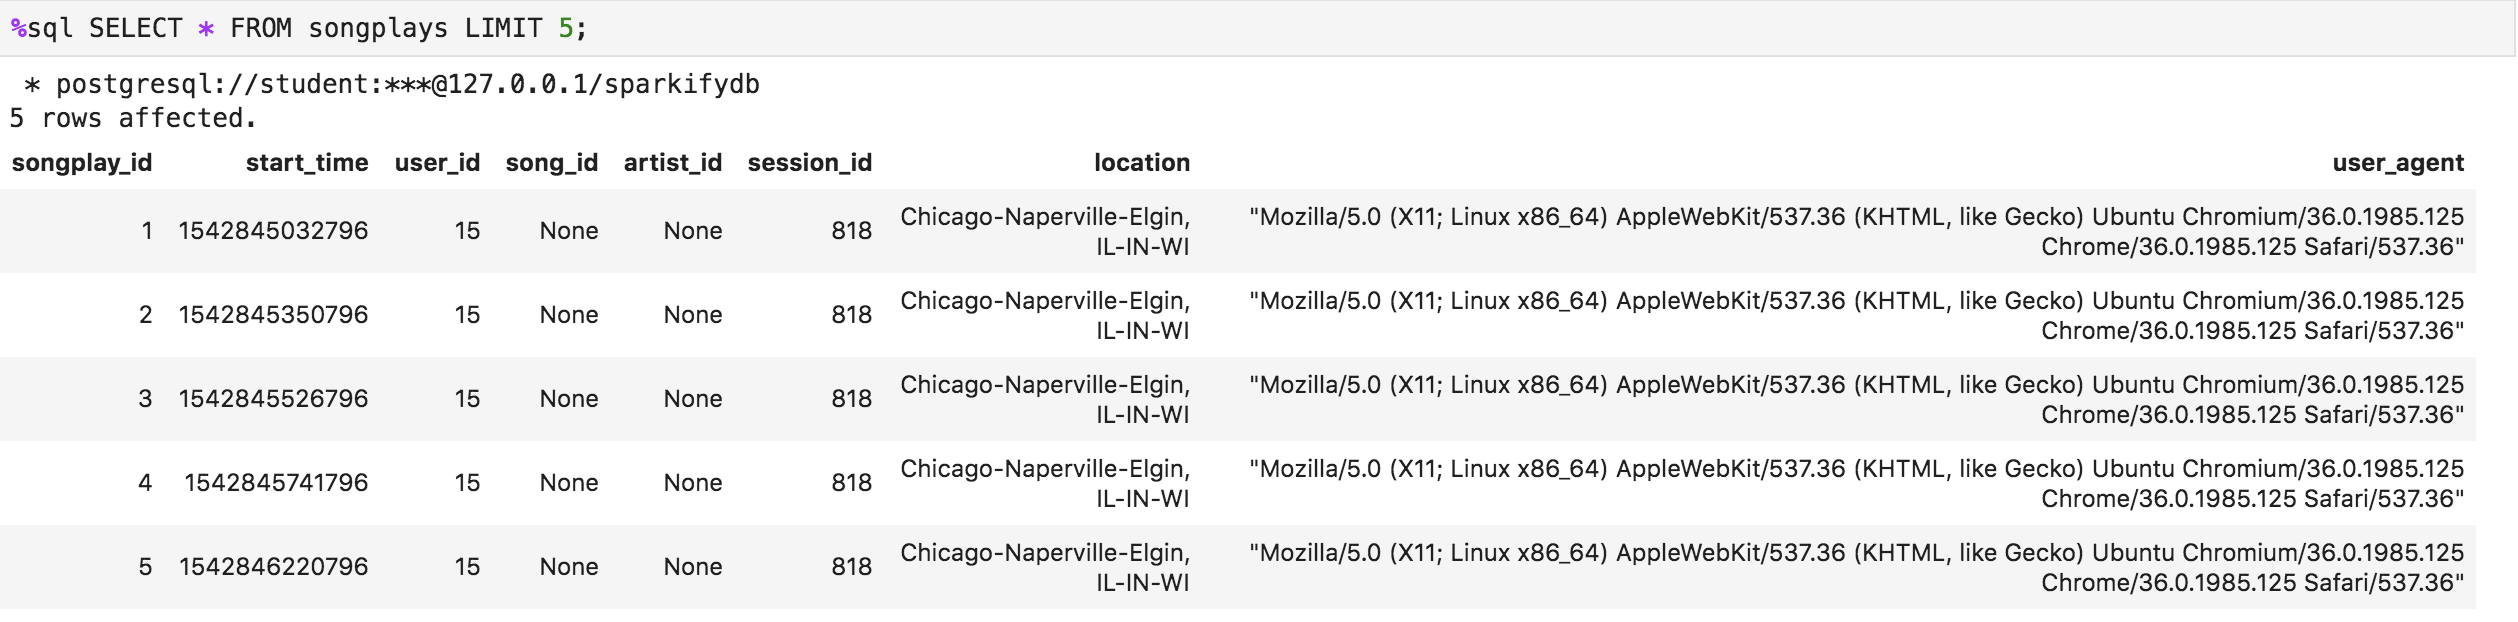 %sql SELECT * FROM songplays LIMIT 5;
* postgresql://student:***@127.0.0.1/sparkifydb
5 rows affected.
songplay_id start_time user_id song_id artist_id session_id location user_agent
Chicago-Naperville-Elgin, "Mozilla/5.0 (X11; Linux x86_64) AppleWebKit/537.36 (KHTML, like Gecko) Ubuntu Chromium/36.0.1985.125
1 1542845032796 15 None None 818
IL-IN-WI Chrome/36.0.1985.125 Safari/537.36"
Chicago-Naperville-Elgin, "Mozilla/5.0 (X11; Linux x86_64) AppleWebKit/537.36 (KHTML, like Gecko) Ubuntu Chromium/36.0.1985.125
2 1542845350796 15 None None 818
IL-IN-WI Chrome/36.0.1985.125 Safari/537.36"
Chicago-Naperville-Elgin, "Mozilla/5.0 (X11; Linux x86_64) AppleWebKit/537.36 (KHTML, like Gecko) Ubuntu Chromium/36.0.1985.125
3 1542845526796 15 None None 818
IL-IN-WI Chrome/36.0.1985.125 Safari/537.36"
Chicago-Naperville-Elgin, "Mozilla/5.0 (X11; Linux x86_64) AppleWebKit/537.36 (KHTML, like Gecko) Ubuntu Chromium/36.0.1985.125
4 1542845741796 15 None None 818
IL-IN-WI Chrome/36.0.1985.125 Safari/537.36"
Chicago-Naperville-Elgin, "Mozilla/5.0 (X11; Linux x86_64) AppleWebKit/537.36 (KHTML, like Gecko) Ubuntu Chromium/36.0.1985.125
5 1542846220796 15 None None 818
IL-IN-WI Chrome/36.0.1985.125 Safari/537.36"